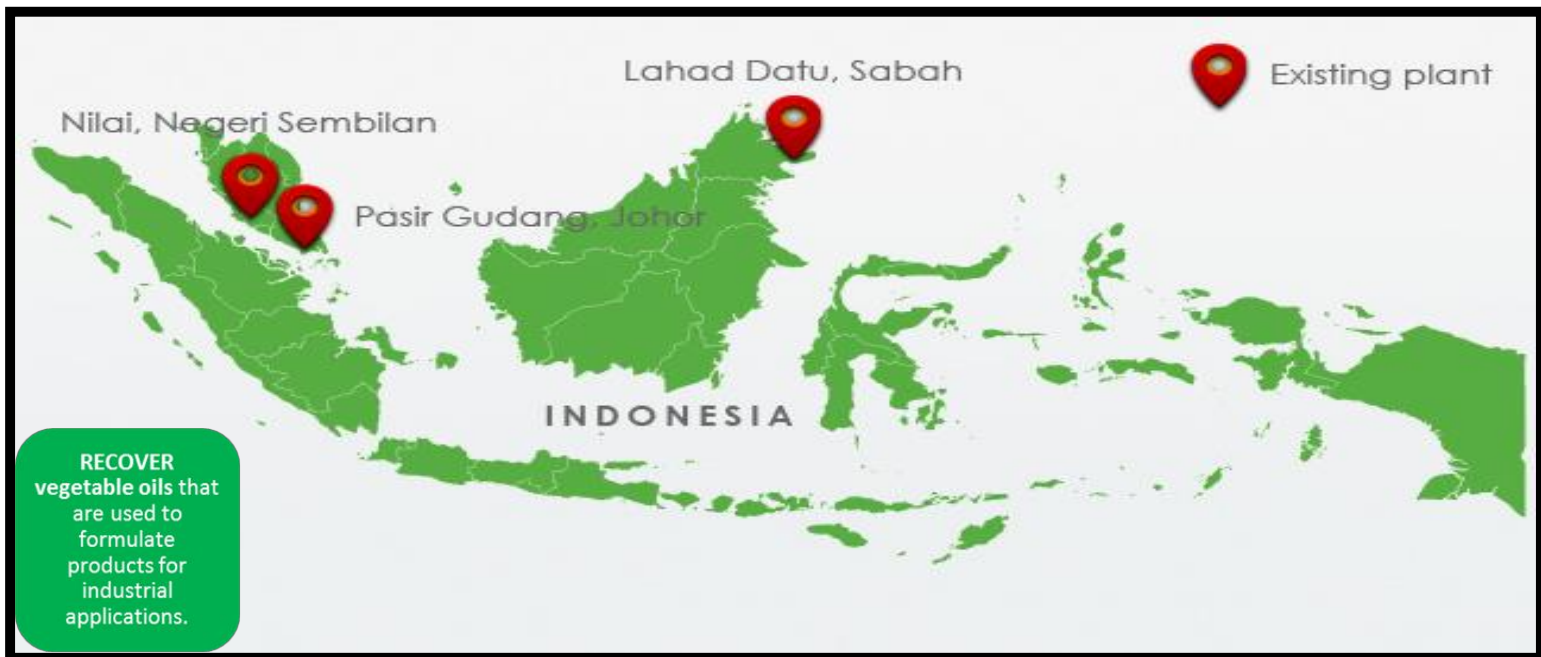 Lahad Datu, Sabah
Existing plant
Nilai, Negeri Sembilan
Pasir Gudang, Johor
INDONESIA
RECOVER
vegetable oils that
are used to
formulate
products for
industrial
applications.